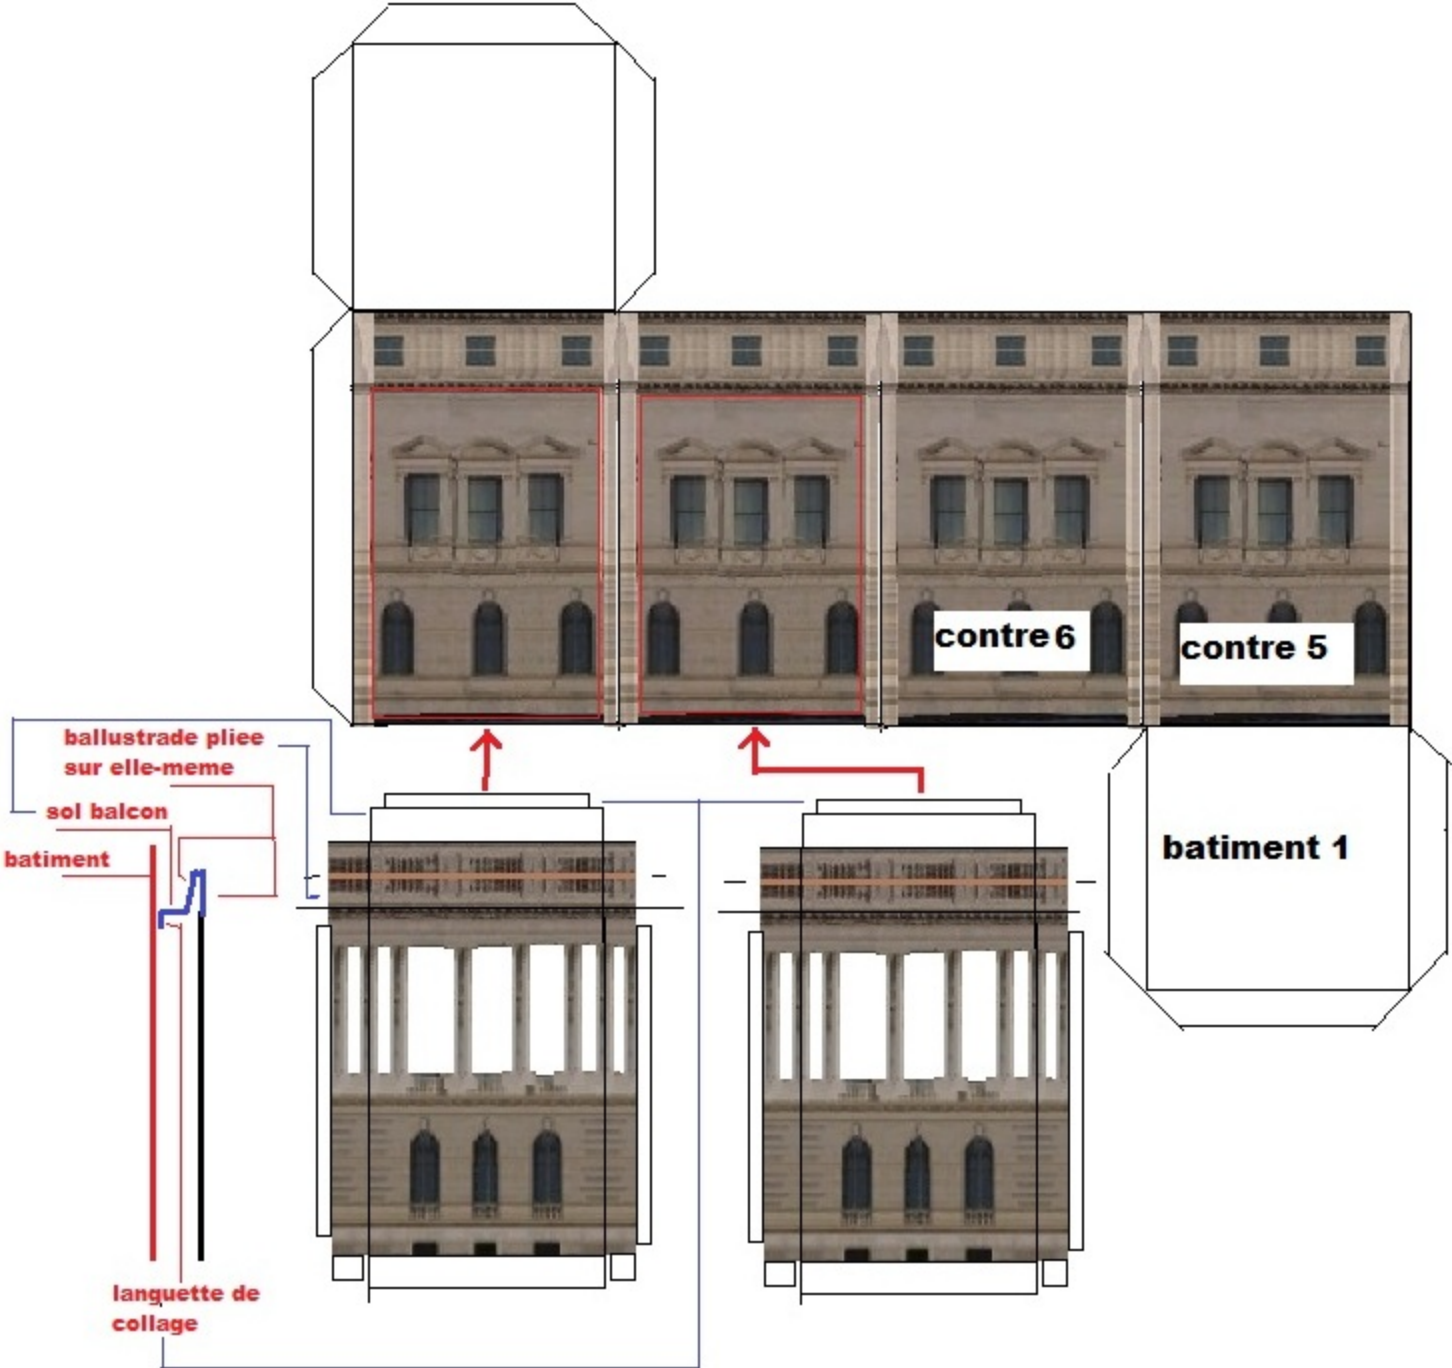 contre 6
contre 5
ballustrade pliee
sur elle-meme
sol balcon
batiment
batiment 1
languette de
collage